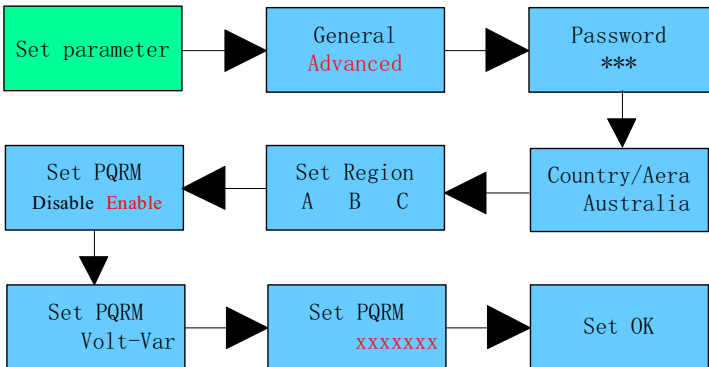 Set parameter
General
Advanced
Password
***
Country/Aera
Australia
Set Region
A B C
Set PQRM
Disable Enable
Set PQRM
Volt-Var
Set PQRM
xxxxxxx
Set OK